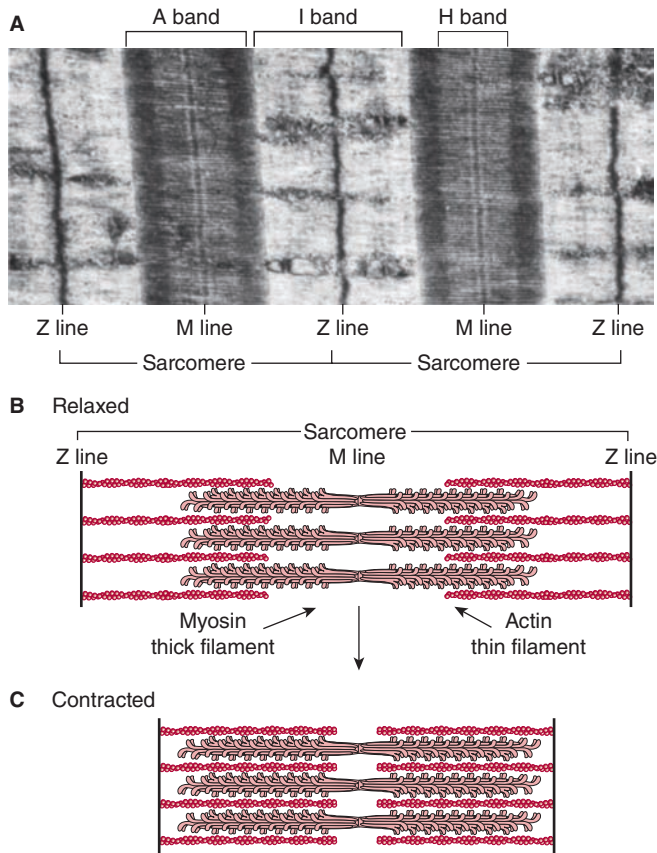 A
A band I band H band
Z line M line Z line M line Z line
Sarcomere Sarcomere
B Relaxed
Sarcomere
Z line M line Z line
Myosin
thick filament
Actin
thin filament
C Contracted